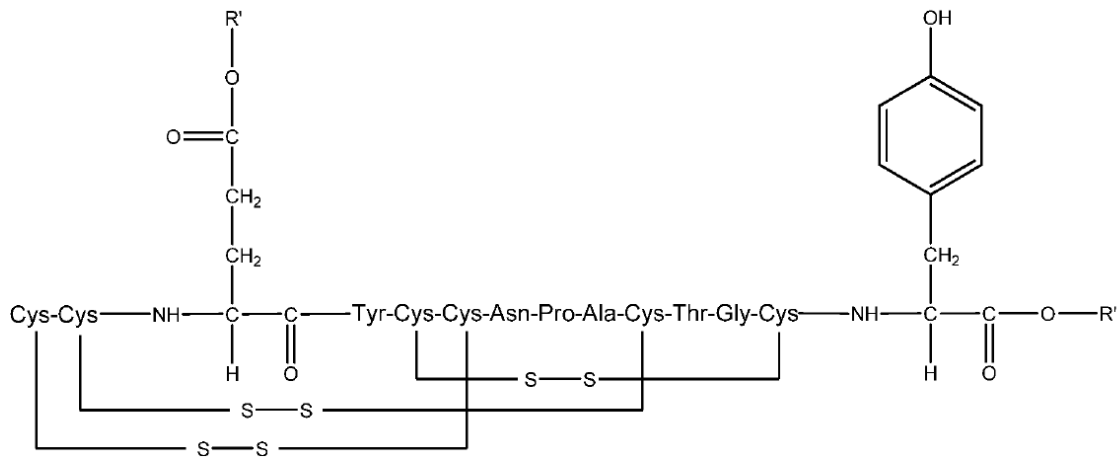 R'
OH
O
O C
CH2
CH2
CH2
Cys-Cys NH C C Tyr-Cys-Cys-Asn-Pro-Ala-Cys-Thr-Gly-Cys NH C C O R'
H O S S H O
S S
S S